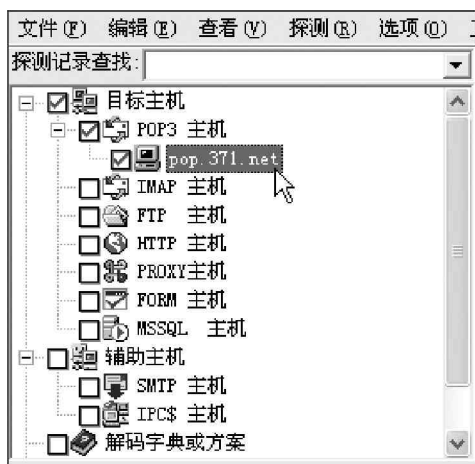 文件(F) 编辑(E) 查看(V) 探测(R) 选项(O)
探测记录查找:
目标主机
POP3 主机
pop.371.net
IMAP 主机
FTP 主机
HTTP 主机
PROXY主机
FORM 主机
MSSQL 主机
辅助主机
SMTP 主机
IPC$ 主机
解码字典或方案